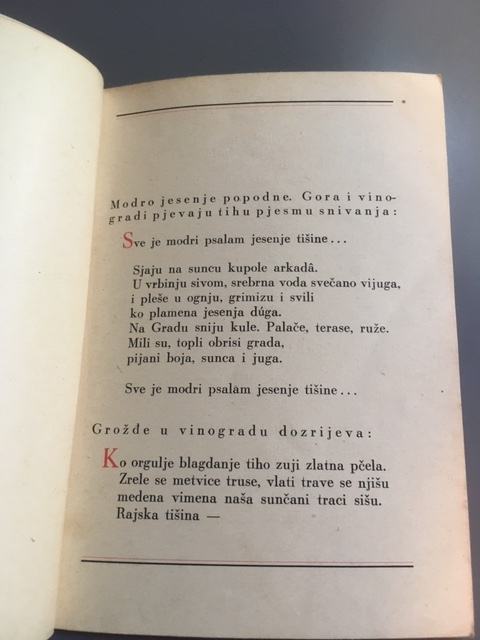 Modro jesenje popodne. Gora i vino-
gradi pjevaju tihu pjesmu snivanja:
Sve je modri psalam jesenje tišine...
Sjaju na suncu kupole arkadâ.
U vrbinju sivom, srebrna voda svečano vijuga,
i pleše u ognju, grimizu i svili
ko plamena jesenja dúga.
Na Gradu sniju kule. Palače, terase, ruže.
Mili su, topli obrisi grada,
pijani boja, sunca i juga.
Sve je modri psalam jesenje tišine...
Grožde u vinogradu dozrijeva:
Ko orgulje blagdanje tiho zuji zlatna pčela.
Zrele se metvice truse, vlati trave se njišu
medena vimena naša sunčani traci sišu.
Rajska tišina —